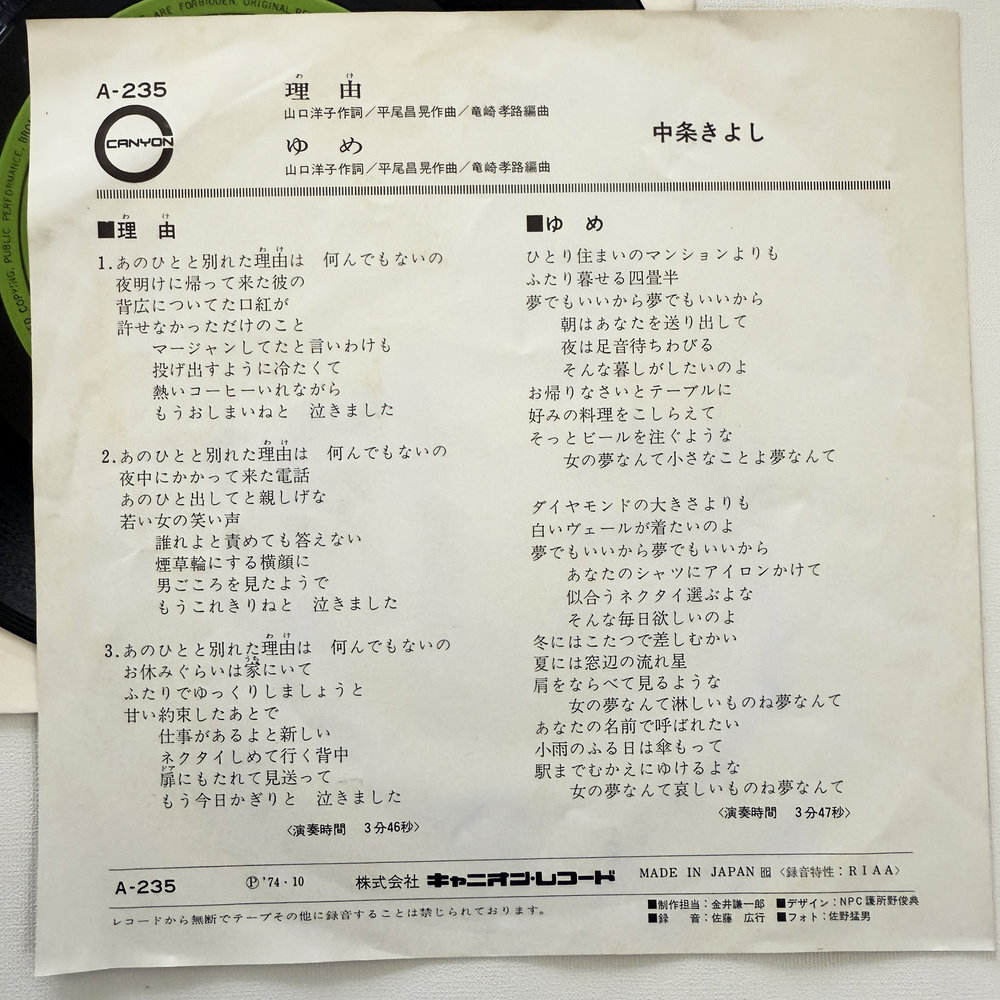 ARE FORBIDDEN ORIGINAL RE
COPYING, PUBLIC PERFORMANCE, BRO
A-235
CANYON
わけ
理由
山口洋子作詞/平尾昌晃作曲/竜崎孝路編曲
ゆめ
山口洋子作詞/平尾昌晃作曲/竜崎孝路編曲
中条きよし
わけ
■理由
1.あのひとと別れた理由は 何んでもないの
わけ
夜明けに帰って来た彼の
背広についてた口紅が
許せなかっただけのこと
マージャンしてたと言いわけも
投げ出すように冷たくて
熱いコーヒーいれながら
もうおしまいねと 泣きました
2.あのひとと別れた理由は 何んでもないの
わけ
夜中にかかって来た電話
あのひと出してと親しげな
若い女の笑い声
誰れよと責めても答えない
煙草輪にする横顔に
男ごころを見たようで
もうこれきりねと 泣きました
3.あのひとと別れた理由は 何んでもないの
わけ
お休みぐらいは家にいて
うち
ふたりでゆっくりしましょうと
甘い約束したあとで
仕事があるよと新しい
ネクタイしめて行く背中
扉にもたれて見送って
ドア
もう今日かぎりと 泣きました
〈演奏時間 3分46秒〉
■ゆめ
ひとり住まいのマンションよりも
ふたり暮せる四畳半
夢でもいいから夢でもいいから
朝はあなたを送り出して
夜は足音待ちわびる
そんな暮しがしたいのよ
お帰りなさいとテーブルに
好みの料理をこしらえて
そっとビールを注ぐような
女の夢なんて小さなことよ夢なんて
ダイヤモンドの大きさよりも
白いヴェールが着たいのよ
夢でもいいから夢でもいいから
あなたのシャツにアイロンかけて
似合うネクタイ選ぶよな
そんな毎日欲しいのよ
冬にはこたつで差しむかい
夏には窓辺の流れ星
肩をならべて見るような
女の夢なんて淋しいものね夢なんて
あなたの名前で呼ばれたい
小雨のふる日は傘もって
駅までむかえにゆけるよな
女の夢なんて哀しいものね夢なんて
〈演奏時間 3分47秒〉
A-235 Ⓟ'74・10 株式会社 キャニオン・レコード MADE IN JAPAN 〈録音特性:RIAA〉
レコードから無断でテープその他に録音することは禁じられております。
■制作担当:金井謙一郎 ■デザイン:NPC護所野俊典
■録 音:佐藤 広行 ■フォト:佐野猛男